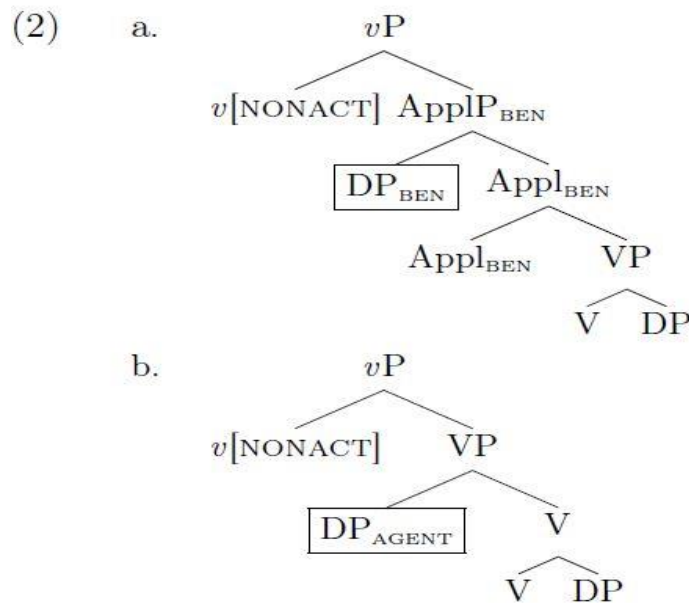 (2) a. vP
v[NONACT] ApplP_BEN
DP_BEN Appl_BEN
Appl_BEN VP
V DP
b. vP
v[NONACT] VP
DP_AGENT V
V DP